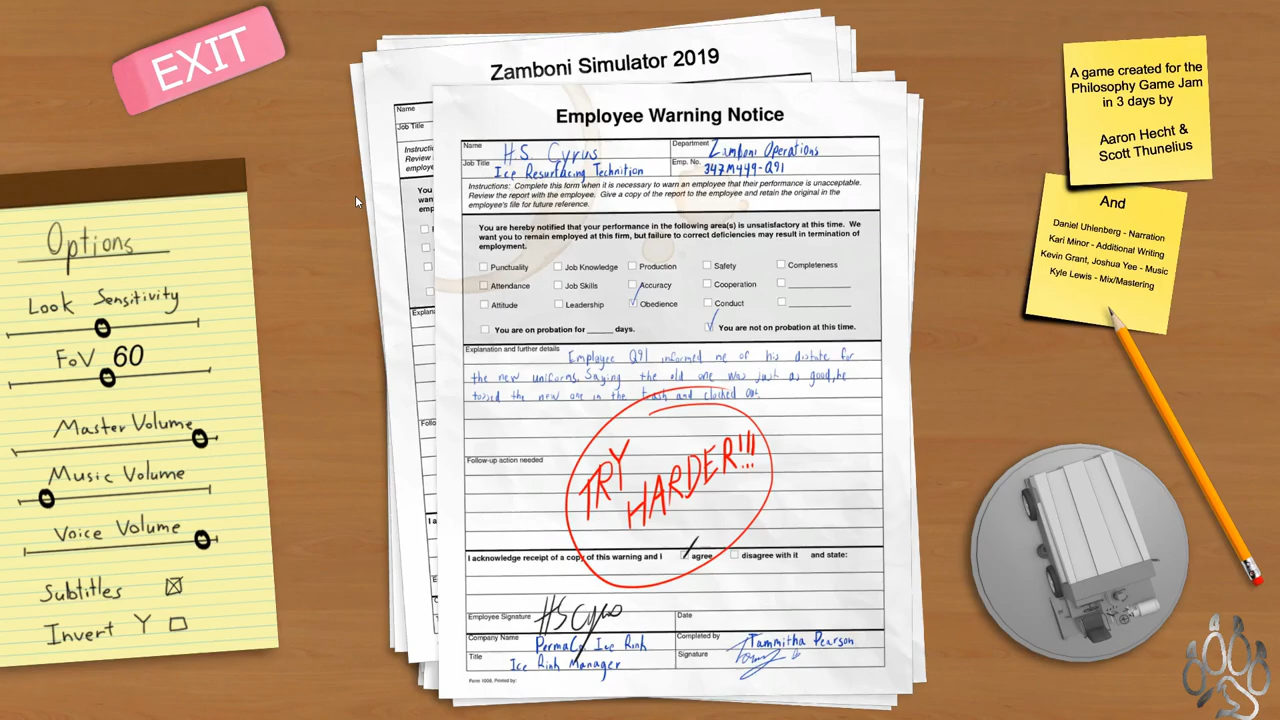 EXIT
Options
Look Sensitivity
FoV 60
Master Volume
Music Volume
Voice Volume
Subtitles
Invert Y
Zamboni Simulator 2019
Name
Job Title
Employee Warning Notice
Name H.S. Cyrus
Department Zamboni Operations
Job Title Ice Resurfacing Technition
Emp. No. 347M449-Q91
Instructions: Complete this form when it is necessary to warn an employee that their performance is unacceptable.
Review the report with the employee. Give a copy of the report to the employee and retain the original in the
employee's file for future reference.
You are hereby notified that your performance in the following area(s) is unsatisfactory at this time. We
want you to remain employed at this firm, but failure to correct deficiencies may result in termination of
employment.
Punctuality Job Knowledge Production Safety Completeness
Attendance Job Skills Accuracy Cooperation
Attitude Leadership Obedience Conduct
You are on probation for ______ days. You are not on probation at this time.
Explanation and further details Employee Q91 informed me of his distate for
the new uniforms. Saying the old one was just as good, he
tossed the new one in the trash and clocked out.
Follow-up action needed
TRY
HARDER!!!
I acknowledge receipt of a copy of this warning and I agree disagree with it and state:
Employee Signature HS Cyrus
Date
Company Name PermaCo Ice Rink
Completed by Tammitha Pearson
Title Ice Rink Manager
Signature
Form 1008, Printed by:
A game created for the
Philosophy Game Jam
in 3 days by
Aaron Hecht &
Scott Thunelius
And
Daniel Uhlenberg - Narration
Kari Minor - Additional Writing
Kevin Grant, Joshua Yee - Music
Kyle Lewis - Mix/Mastering